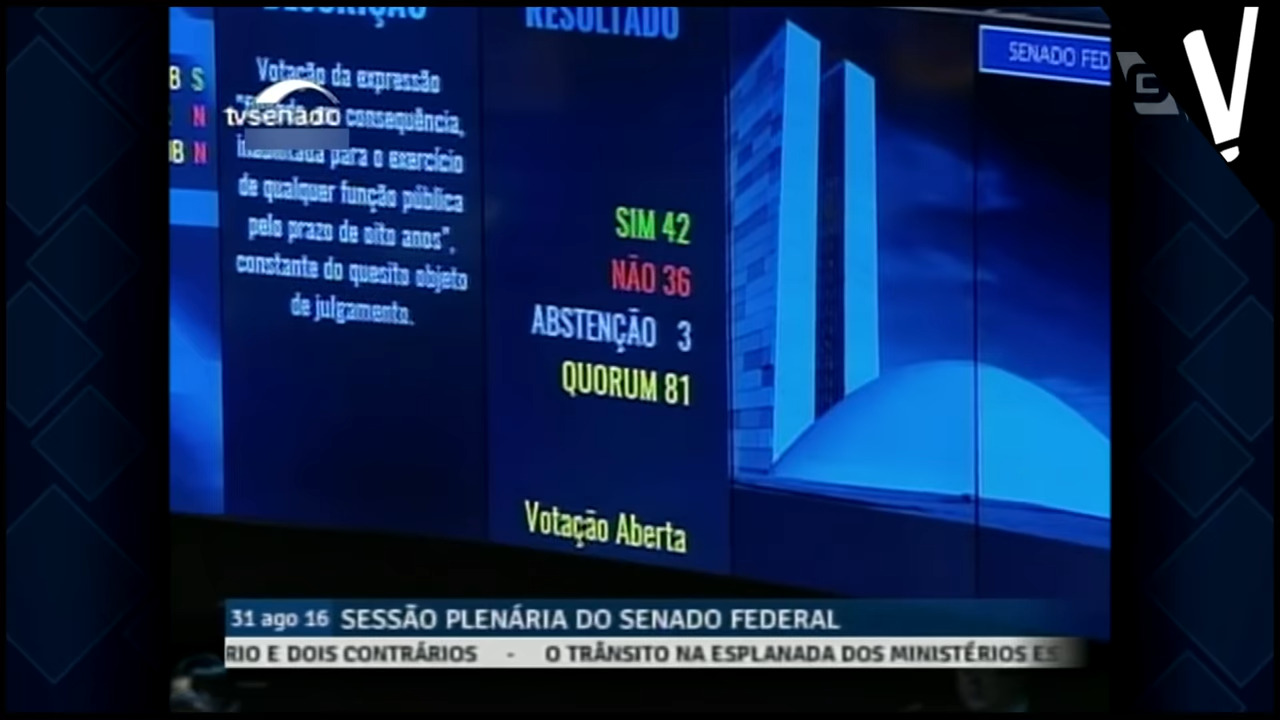 DESCRIÇÃO
RESULTADO
SENADO FED
Votação da expressão
consequência,
para o exercício
de qualquer função pública
pelo prazo de oito anos",
constante do quesito objeto
de julgamento.
tvsenado
B S
N
B N
SIM 42
NÃO 36
ABSTENÇÃO 3
QUORUM 81
Votação Aberta
31 ago 16 SESSÃO PLENÁRIA DO SENADO FEDERAL
RIO E DOIS CONTRÁRIOS - O TRÂNSITO NA ESPLANADA DOS MINISTÉRIOS ES